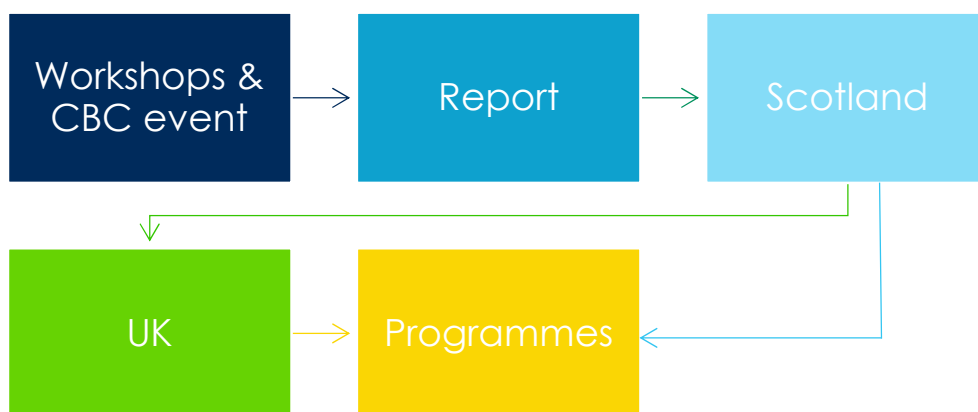 Workshops &
CBC event
Report
Scotland
UK
Programmes